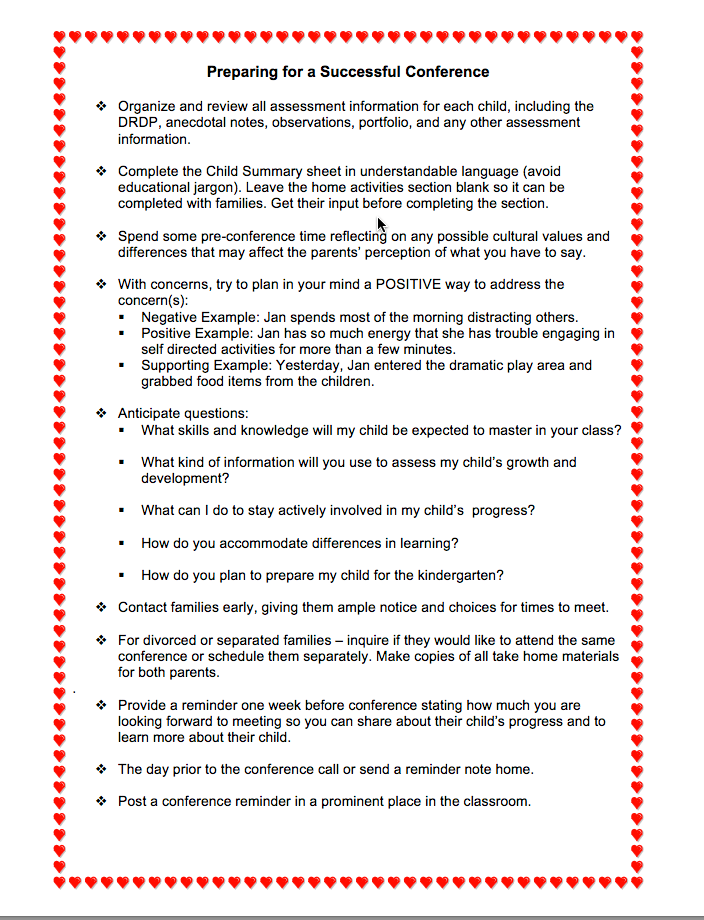 Preparing for a Successful Conference
❖ Organize and review all assessment information for each child, including the
DRDP, anecdotal notes, observations, portfolio, and any other assessment
information.
❖ Complete the Child Summary sheet in understandable language (avoid
educational jargon). Leave the home activities section blank so it can be
completed with families. Get their input before completing the section.
❖ Spend some pre-conference time reflecting on any possible cultural values and
differences that may affect the parents’ perception of what you have to say.
❖ With concerns, try to plan in your mind a POSITIVE way to address the
concern(s):
▪ Negative Example: Jan spends most of the morning distracting others.
▪ Positive Example: Jan has so much energy that she has trouble engaging in
self directed activities for more than a few minutes.
▪ Supporting Example: Yesterday, Jan entered the dramatic play area and
grabbed food items from the children.
❖ Anticipate questions:
▪ What skills and knowledge will my child be expected to master in your class?
▪ What kind of information will you use to assess my child’s growth and
development?
▪ What can I do to stay actively involved in my child’s progress?
▪ How do you accommodate differences in learning?
▪ How do you plan to prepare my child for the kindergarten?
❖ Contact families early, giving them ample notice and choices for times to meet.
❖ For divorced or separated families – inquire if they would like to attend the same
conference or schedule them separately. Make copies of all take home materials
for both parents.
❖ Provide a reminder one week before conference stating how much you are
looking forward to meeting so you can share about their child’s progress and to
learn more about their child.
❖ The day prior to the conference call or send a reminder note home.
❖ Post a conference reminder in a prominent place in the classroom.